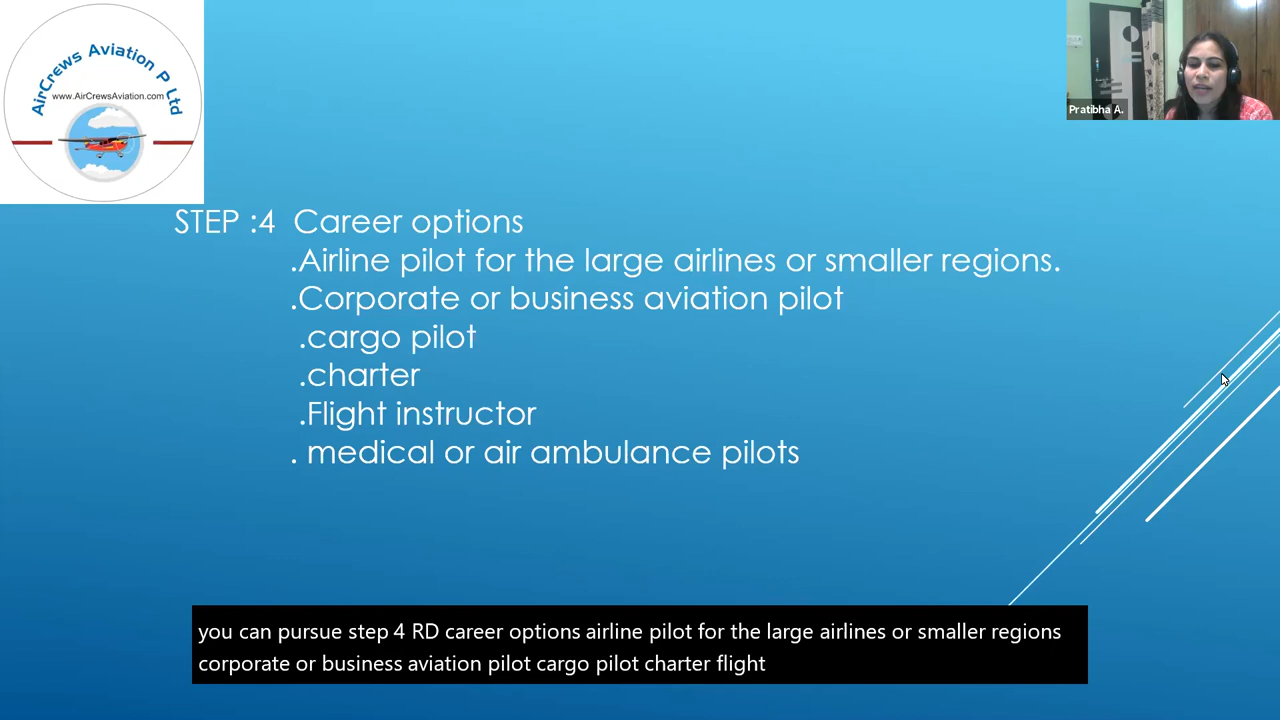 AirCrews Aviation P Ltd
www.AirCrewsAviation.com
Pratibha A.
STEP :4 Career options
.Airline pilot for the large airlines or smaller regions.
.Corporate or business aviation pilot
.cargo pilot
.charter
.Flight instructor
. medical or air ambulance pilots
you can pursue step 4 RD career options airline pilot for the large airlines or smaller regions
corporate or business aviation pilot cargo pilot charter flight